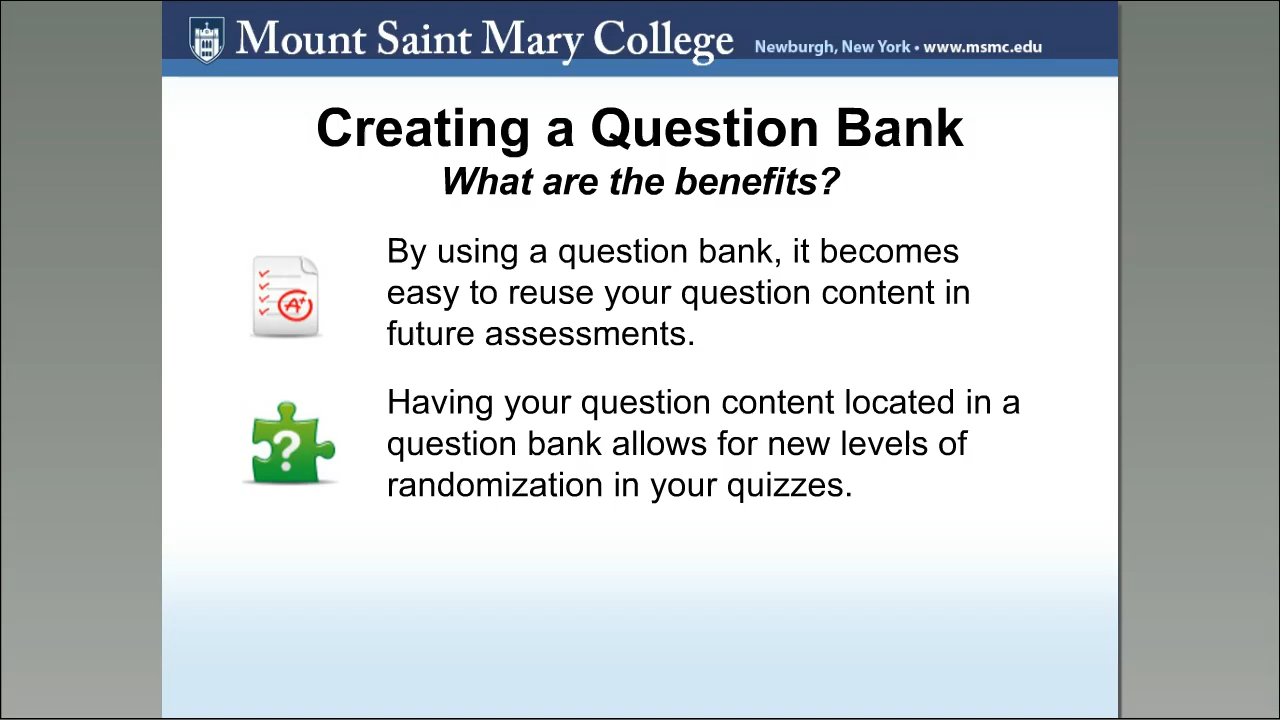 Mount Saint Mary College Newburgh, New York • www.msmc.edu
Creating a Question Bank
What are the benefits?
By using a question bank, it becomes
easy to reuse your question content in
future assessments.
A+
Having your question content located in a
question bank allows for new levels of
randomization in your quizzes.
?